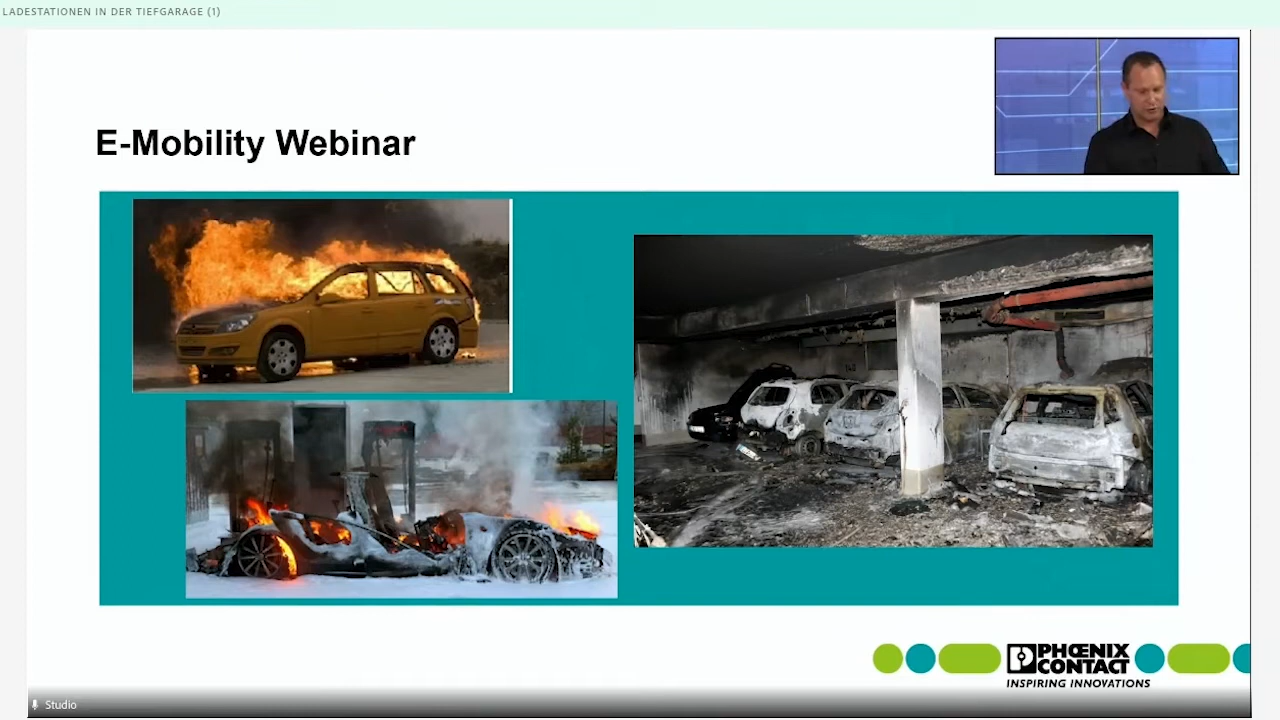 LADESTATIONEN IN DER TIEFGARAGE (1)
E-Mobility Webinar
PHŒNIX
CONTACT
INSPIRING INNOVATIONS
Studio